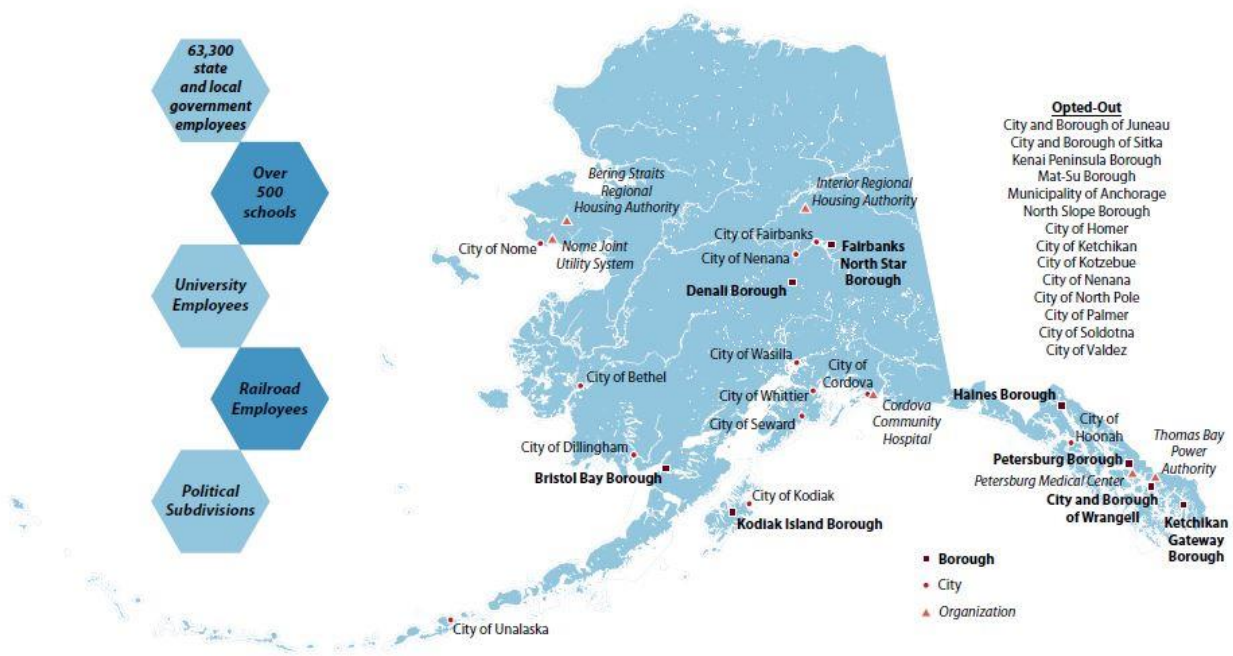 63,300
state
and local
government
employees
Over
500
schools
University
Employees
Railroad
Employees
Political
Subdivisions
Bering Straits
Regional
Housing Authority
City of Nome
Nome Joint
Utility System
Interior Regional
Housing Authority
City of Fairbanks
City of Nenana
Fairbanks
North Star
Borough
Denali Borough
City of Wasilla
City of Bethel
City of Whittier
City of
Cordova
City of Seward
Cordova
Community
Hospital
City of Dillingham
Bristol Bay Borough
City of Kodiak
Kodiak Island Borough
City of Unalaska
Opted-Out
City and Borough of Juneau
City and Borough of Sitka
Kenai Peninsula Borough
Mat-Su Borough
Municipality of Anchorage
North Slope Borough
City of Homer
City of Ketchikan
City of Kotzebue
City of Nenana
City of North Pole
City of Palmer
City of Soldotna
City of Valdez
Haines Borough
City of
Hoonah
Thomas Bay
Power
Authority
Petersburg Borough
Petersburg Medical Center
City and Borough
of Wrangell
Ketchikan
Gateway
Borough
Borough
City
Organization